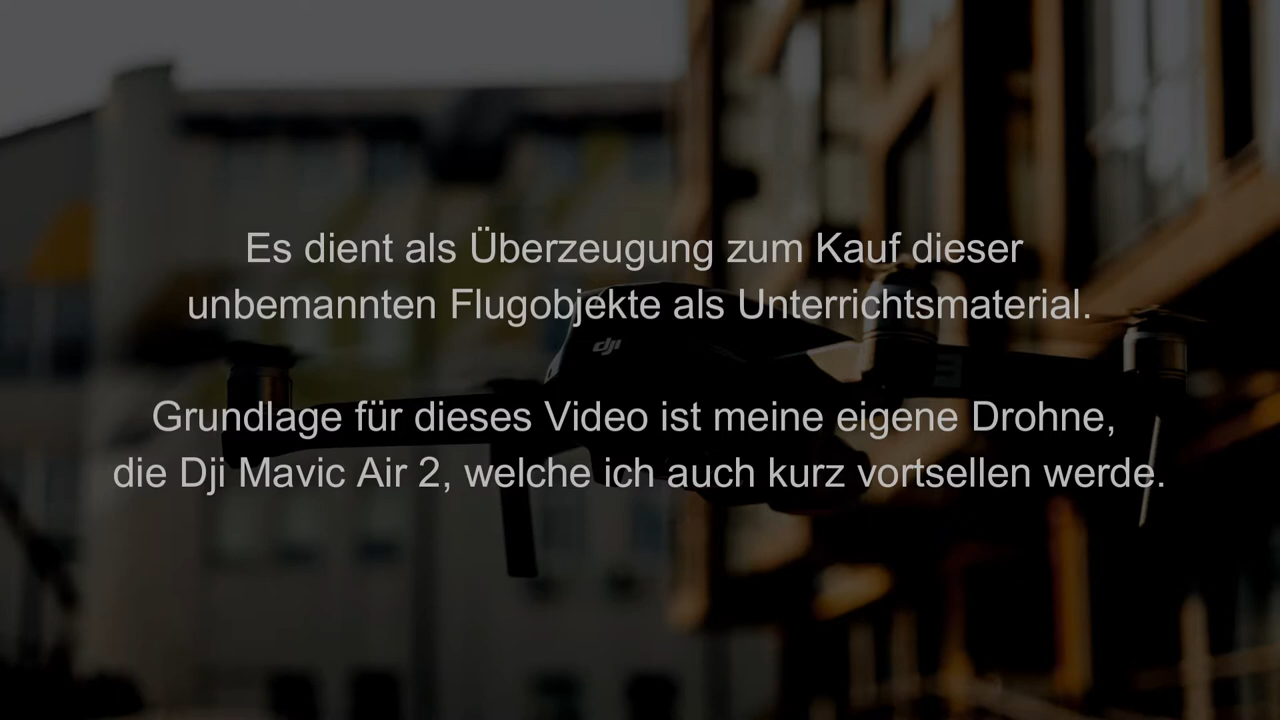 Es dient als Überzeugung zum Kauf dieser
unbemannten Flugobjekte als Unterrichtsmaterial.
dji
Grundlage für dieses Video ist meine eigene Drohne,
die Dji Mavic Air 2, welche ich auch kurz vortsellen werde.